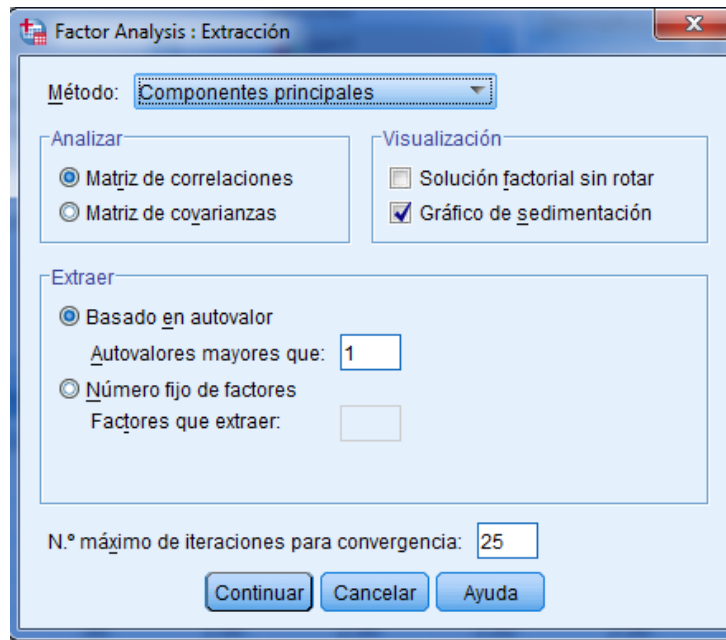 Factor Analysis : Extracción
X
Método: Componentes principales
Analizar
Matriz de correlaciones
Matriz de covarianzas
Visualización
Solución factorial sin rotar
Gráfico de sedimentación
Extraer
Basado en autovalor
Autovalores mayores que: 1
Número fijo de factores
Factores que extraer:
N.º máximo de iteraciones para convergencia: 25
Continuar Cancelar Ayuda